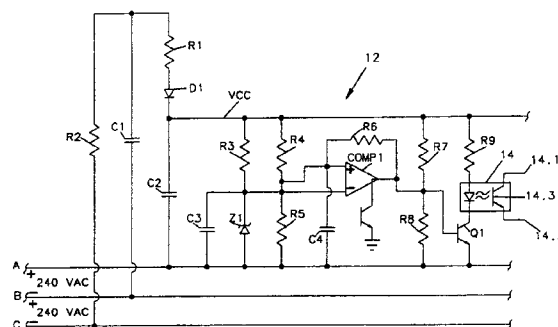 R1
12
D1
R2
C1
VCC
R6
R3
R4
COMP1
R7
R9
14
14.1
C2
+
14.3
−
C3
Z1
R5
C4
R8
Q1
14.
A
+
240 VAC
B
−
+
240 VAC
C
−